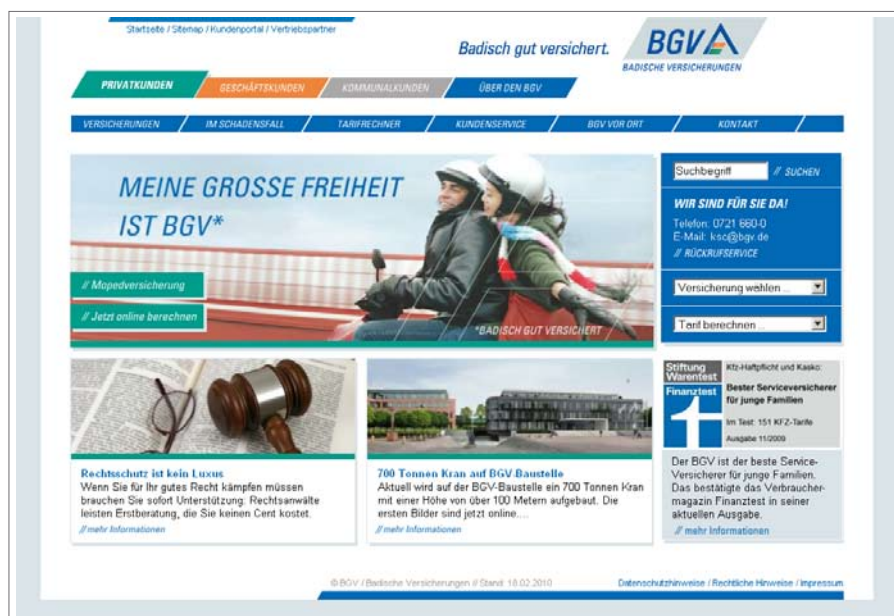 Startseite / Sitemap / Kundenportal / Vertriebspartner
Badisch gut versichert.
BGV
BADISCHE VERSICHERUNGEN
PRIVATKUNDEN
GESCHÄFTSKUNDEN
KOMMUNALKUNDEN
ÜBER DEN BGV
VERSICHERUNGEN / IM SCHADENSFALL / TARIFRECHNER / KUNDENSERVICE / BGV VOR ORT / KONTAKT /
MEINE GROSSE FREIHEIT
IST BGV*
// Mopedversicherung
// Jetzt online berechnen
*BADISCH GUT VERSICHERT
Suchbegriff // SUCHEN
WIR SIND FÜR SIE DA!
Telefon: 0721 660-0
E-Mail: ksc@bgv.de
// RÜCKRUFSERVICE
Versicherung wählen ...
Tarif berechnen ...
Rechtsschutz ist kein Luxus
Wenn Sie für Ihr gutes Recht kämpfen müssen
brauchen Sie sofort Unterstützung: Rechtsanwälte
leisten Erstberatung, die Sie keinen Cent kostet.
// mehr Informationen
700 Tonnen Kran auf BGV-Baustelle
Aktuell wird auf der BGV-Baustelle ein 700 Tonnen Kran
mit einer Höhe von über 100 Metern aufgebaut. Die
ersten Bilder sind jetzt online....
// mehr Informationen
Stiftung
Warentest
Finanztest
Kfz-Haftpflicht und Kasko:
Bester Serviceversicherer
für junge Familien
Im Test: 151 KFZ-Tarife
Ausgabe 11/2009
Der BGV ist der beste Service-
Versicherer für junge Familien.
Das bestätigte das Verbraucher-
magazin Finanztest in seiner
aktuellen Ausgabe.
// mehr Informationen
© BGV / Badische Versicherungen // Stand: 18.02.2010
Datenschutzhinweise / Rechtliche Hinweise / Impressum